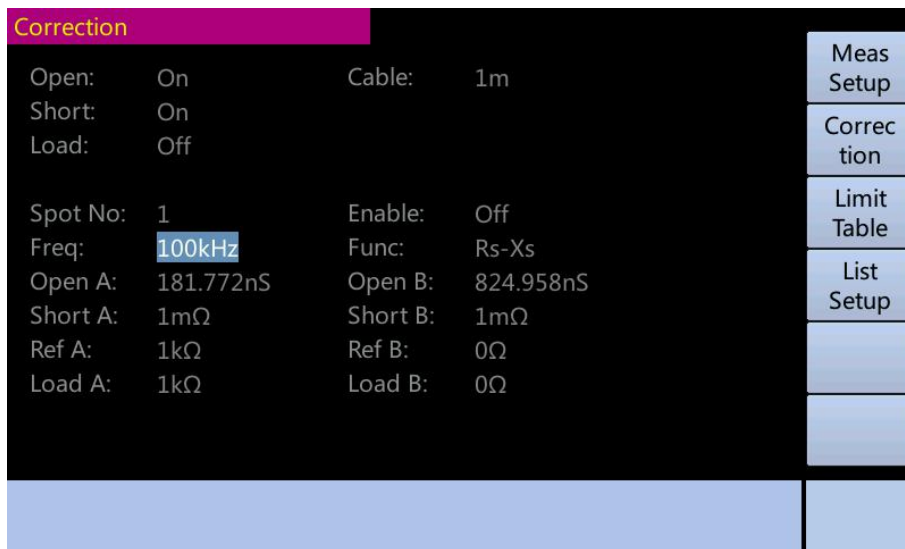 Correction
Open: On Cable: 1m
Short: On
Load: Off
Spot No: 1 Enable: Off
Freq: 100kHz Func: Rs-Xs
Open A: 181.772nS Open B: 824.958nS
Short A: 1mΩ Short B: 1mΩ
Ref A: 1kΩ Ref B: 0Ω
Load A: 1kΩ Load B: 0Ω
Meas
Setup
Correc
tion
Limit
Table
List
Setup